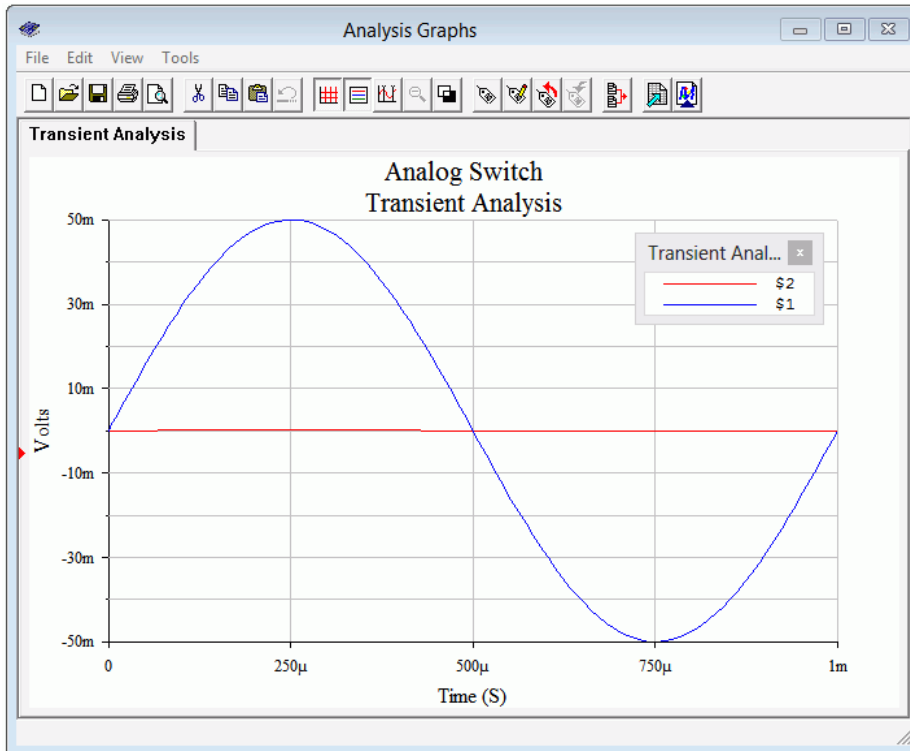 Analysis Graphs
File Edit View Tools
Transient Analysis
Analog Switch
Transient Analysis
50m
30m
10m
-10m
-30m
-50m
Volts
Transient Anal... x
$2
$1
0 250μ 500μ 750μ 1m
Time (S)